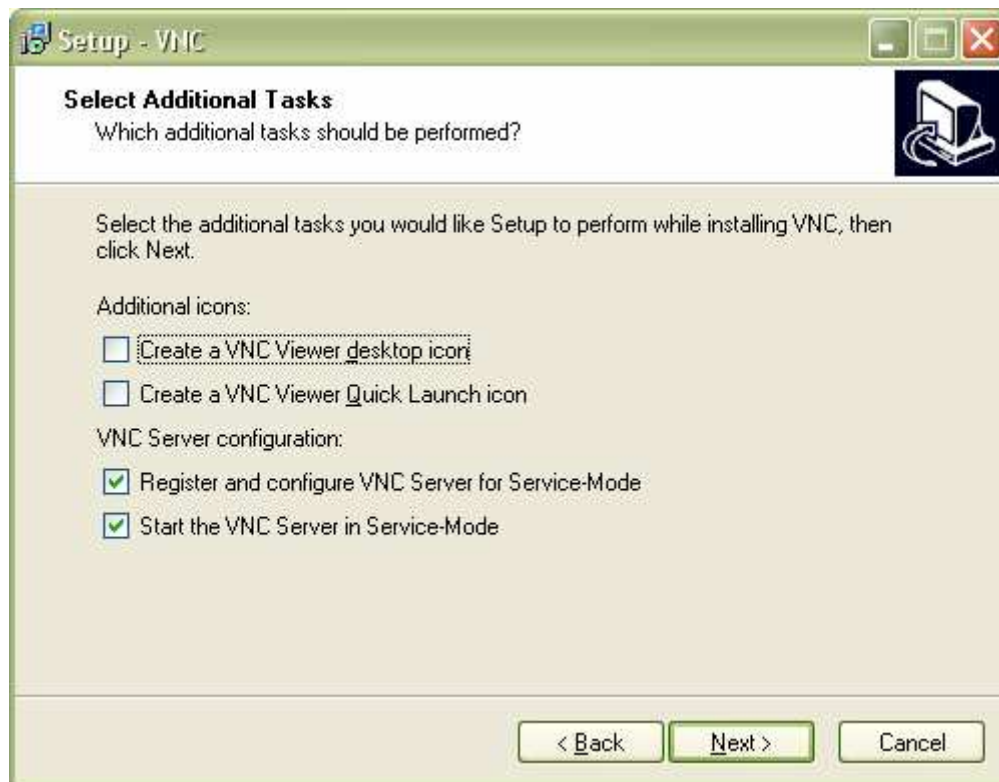 Setup - VNC
Select Additional Tasks
Which additional tasks should be performed?
Select the additional tasks you would like Setup to perform while installing VNC, then
click Next.
Additional icons:
Create a VNC Viewer desktop icon
Create a VNC Viewer Quick Launch icon
VNC Server configuration:
Register and configure VNC Server for Service-Mode
Start the VNC Server in Service-Mode
< Back Next > Cancel